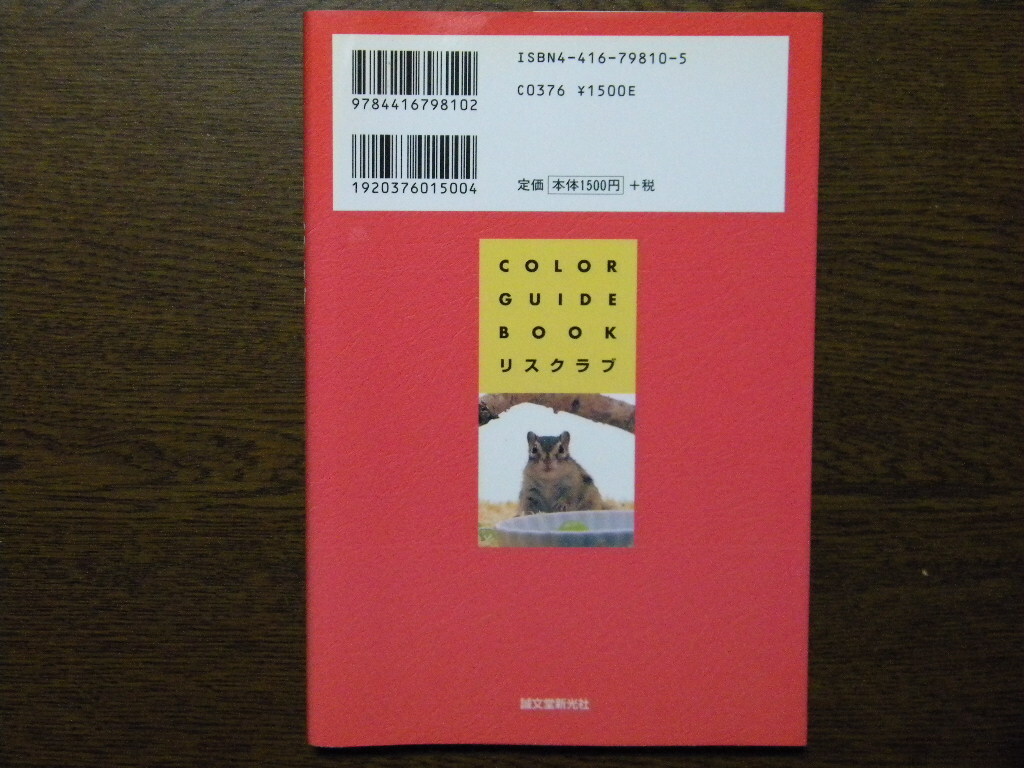 ISBN4-416-79810-5
C0376 ¥1500E
9784416798102
1920376015004
定価 本体1500円 +税
COLOR
GUIDE
BOOK
リスクラブ
誠文堂新光社